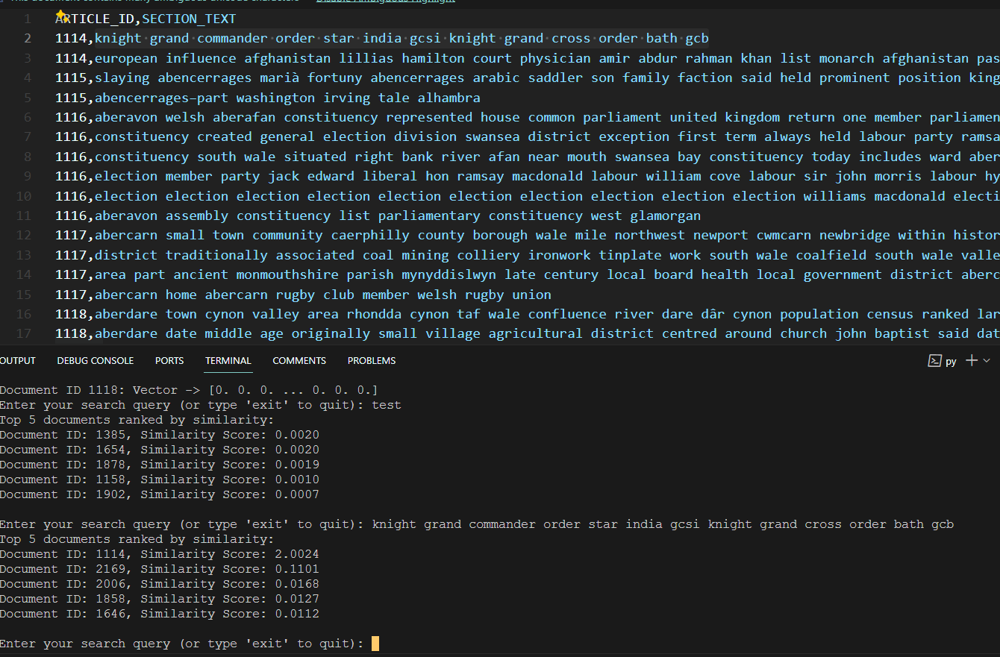 This document contains many ambiguous unicode characters Disable Ambiguous Highlight
1 ARTICLE_ID,SECTION_TEXT
2 1114,knight·grand·commander·order·star·india·gcsi·knight·grand·cross·order·bath·gcb
3 1114,european influence afghanistan lillias hamilton court physician amir abdur rahman khan list monarch afghanistan pas
4 1115,slaying abencerrages marià fortuny abencerrages arabic saddler son family faction said held prominent position king
5 1115,abencerrages–part washington irving tale alhambra
6 1116,aberavon welsh aberafan constituency represented house common parliament united kingdom return one member parliamen
7 1116,constituency created general election division swansea district exception first term always held labour party ramsa
8 1116,constituency south wale situated right bank river afan near mouth swansea bay constituency today includes ward aber
9 1116,election member party jack edward liberal hon ramsay macdonald labour william cove labour sir john morris labour hy
10 1116,election election election election election election election election election election williams macdonald electi
11 1116,aberavon assembly constituency list parliamentary constituency west glamorgan
12 1117,abercarn small town community caerphilly county borough wale mile northwest newport cwmcarn newbridge within histor
13 1117,district traditionally associated coal mining colliery ironwork tinplate work south wale coalfield south wale valle
14 1117,area part ancient monmouthshire parish mynyddislwyn late century local board health local government district aberc
15 1117,abercarn home abercarn rugby club member welsh rugby union
16 1118,aberdare town cynon valley area rhondda cynon taf wale confluence river dare dâr cynon population census ranked lar
17 1118,aberdare date middle age originally small village agricultural district centred around church john baptist said dat
OUTPUT DEBUG CONSOLE PORTS TERMINAL COMMENTS PROBLEMS py
Document ID 1118: Vector -> [0. 0. 0. ... 0. 0. 0.]
Enter your search query (or type 'exit' to quit): test
Top 5 documents ranked by similarity:
Document ID: 1385, Similarity Score: 0.0020
Document ID: 1654, Similarity Score: 0.0020
Document ID: 1878, Similarity Score: 0.0019
Document ID: 1158, Similarity Score: 0.0010
Document ID: 1902, Similarity Score: 0.0007
Enter your search query (or type 'exit' to quit): knight grand commander order star india gcsi knight grand cross order bath gcb
Top 5 documents ranked by similarity:
Document ID: 1114, Similarity Score: 2.0024
Document ID: 2169, Similarity Score: 0.1101
Document ID: 2006, Similarity Score: 0.0168
Document ID: 1858, Similarity Score: 0.0127
Document ID: 1646, Similarity Score: 0.0112
Enter your search query (or type 'exit' to quit):